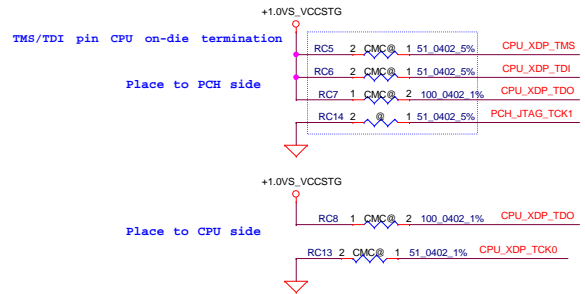 +1.0VS_VCCSTG
TMS/TDI pin CPU on-die termination
RC5 2 CMC@ 1 51_0402_5% CPU_XDP_TMS
RC6 2 CMC@ 1 51_0402_5% CPU_XDP_TDI
Place to PCH side
RC7 1 CMC@ 2 100_0402_1% CPU_XDP_TDO
RC14 2 @ 1 51_0402_5% PCH_JTAG_TCK1
+1.0VS_VCCSTG
RC8 1 CMC@ 2 100_0402_1% CPU_XDP_TDO
Place to CPU side
RC13 2 CMC@ 1 51_0402_1% CPU_XDP_TCK0